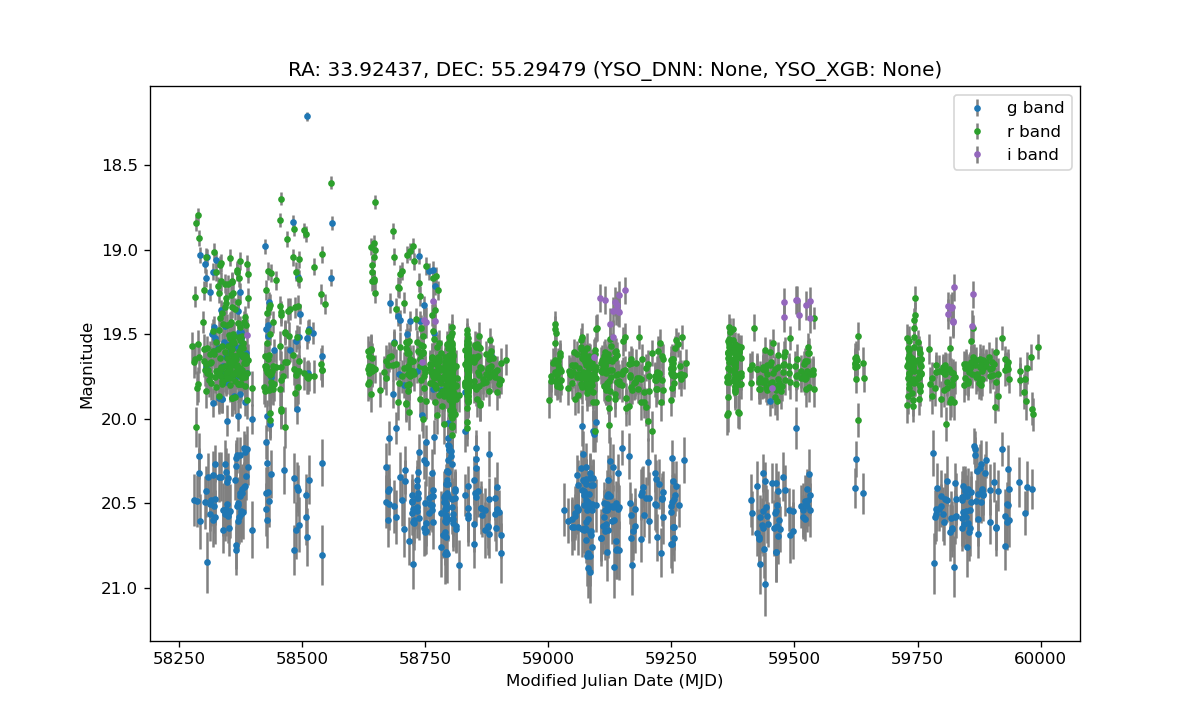 RA: 33.92437, DEC: 55.29479 (YSO_DNN: None, YSO_XGB: None)
g band
r band
i band
18.5
19.0
19.5
20.0
20.5
21.0
Magnitude
58250 58500 58750 59000 59250 59500 59750 60000
Modified Julian Date (MJD)